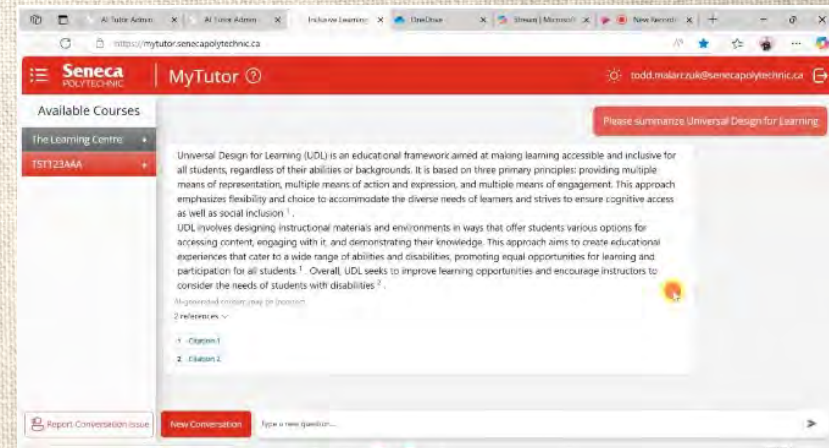 AI Tutor Admin
AI Tutor Admin
Inclusive Learning
OneDrive
Stream | Microsoft
New Recordi
https://mytutor.senecapolytechnic.ca
Seneca
POLYTECHNIC
MyTutor
todd.malarczuk@senecapolytechnic.ca
Available Courses
The Learning Centre +
TST123AAA +
Please summarize Universal Design for Learning
Universal Design for Learning (UDL) is an educational framework aimed at making learning accessible and inclusive for
all students, regardless of their abilities or backgrounds. It is based on three primary principles: providing multiple
means of representation, multiple means of action and expression, and multiple means of engagement. This approach
emphasizes flexibility and choice to accommodate the diverse needs of learners and strives to ensure cognitive access
as well as social inclusion 1 .
UDL involves designing instructional materials and environments in ways that offer students various options for
accessing content, engaging with it, and demonstrating their knowledge. This approach aims to create educational
experiences that cater to a wide range of abilities and disabilities, promoting equal opportunities for learning and
participation for all students 1 . Overall, UDL seeks to improve learning opportunities and encourage instructors to
consider the needs of students with disabilities 2 .
AI-generated content may be incorrect
2 references
1 Citation 1
2 Citation 2
Report Conversation Issue
New Conversation
Type a new question...